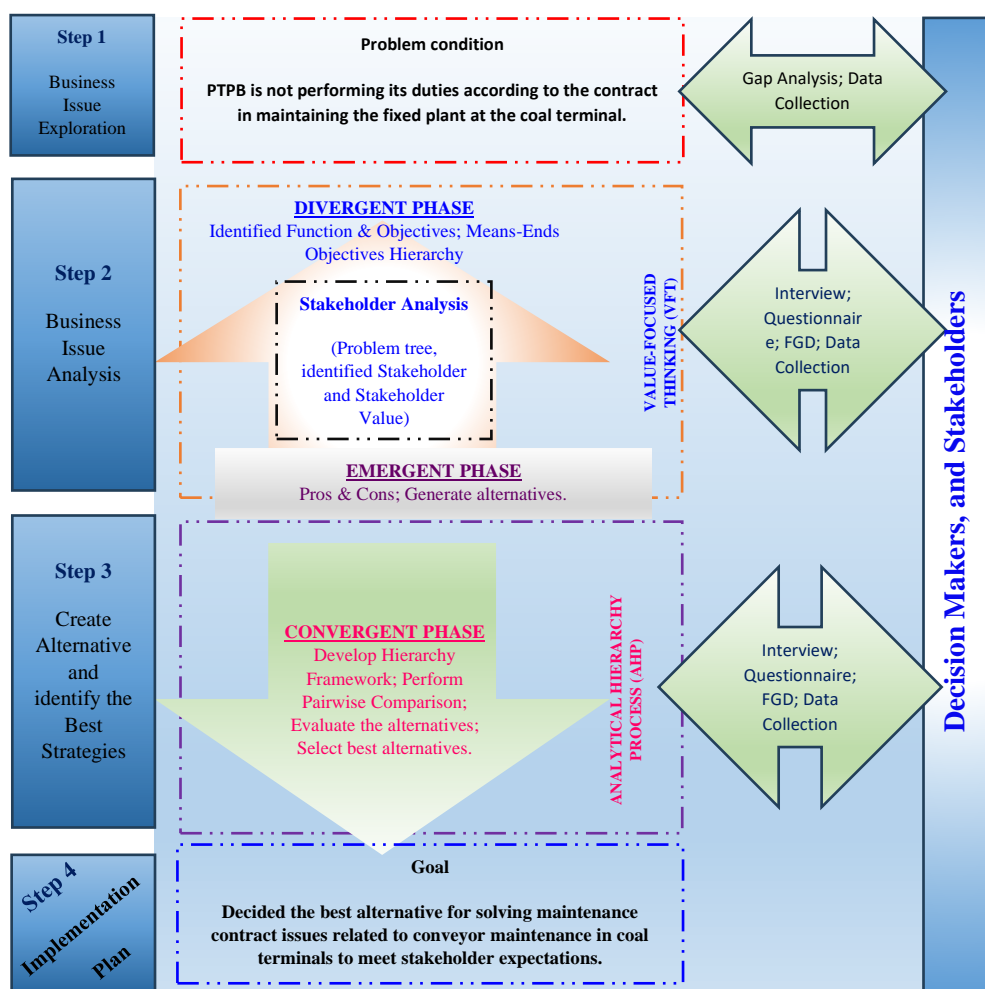 Step 1
Business
Issue
Exploration
Problem condition
PTPB is not performing its duties according to the contract
in maintaining the fixed plant at the coal terminal.
Gap Analysis; Data
Collection
Step 2
Business
Issue
Analysis
DIVERGENT PHASE
Identified Function & Objectives; Means-Ends
Objectives Hierarchy
Stakeholder Analysis
(Problem tree,
identified Stakeholder
and Stakeholder
Value)
EMERGENT PHASE
Pros & Cons; Generate alternatives.
VALUE-FOCUSED
THINKING (VFT)
Interview;
Questionnair
e; FGD; Data
Collection
Step 3
Create
Alternative
and
identify the
Best
Strategies
CONVERGENT PHASE
Develop Hierarchy
Framework; Perform
Pairwise Comparison;
Evaluate the alternatives;
Select best alternatives.
ANALYTICAL HIERARCHY
PROCESS (AHP)
Interview;
Questionnaire;
FGD; Data
Collection
Step 4
Implementation
Plan
Goal
Decided the best alternative for solving maintenance
contract issues related to conveyor maintenance in coal
terminals to meet stakeholder expectations.
Decision Makers, and Stakeholders